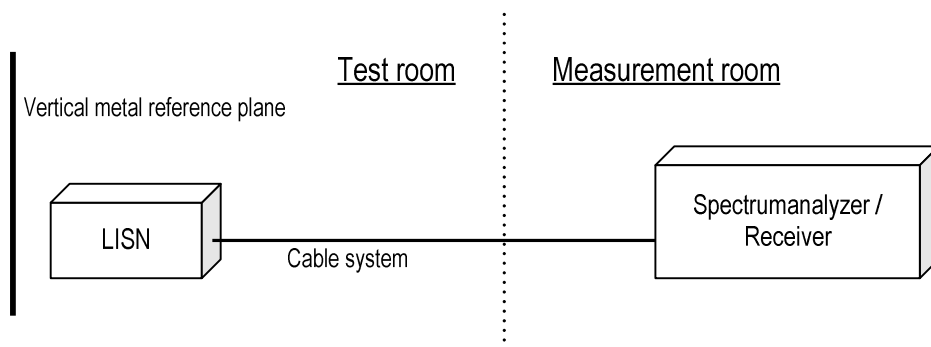 Test room
Measurement room
Vertical metal reference plane
LISN
Cable system
Spectrumanalyzer /
Receiver